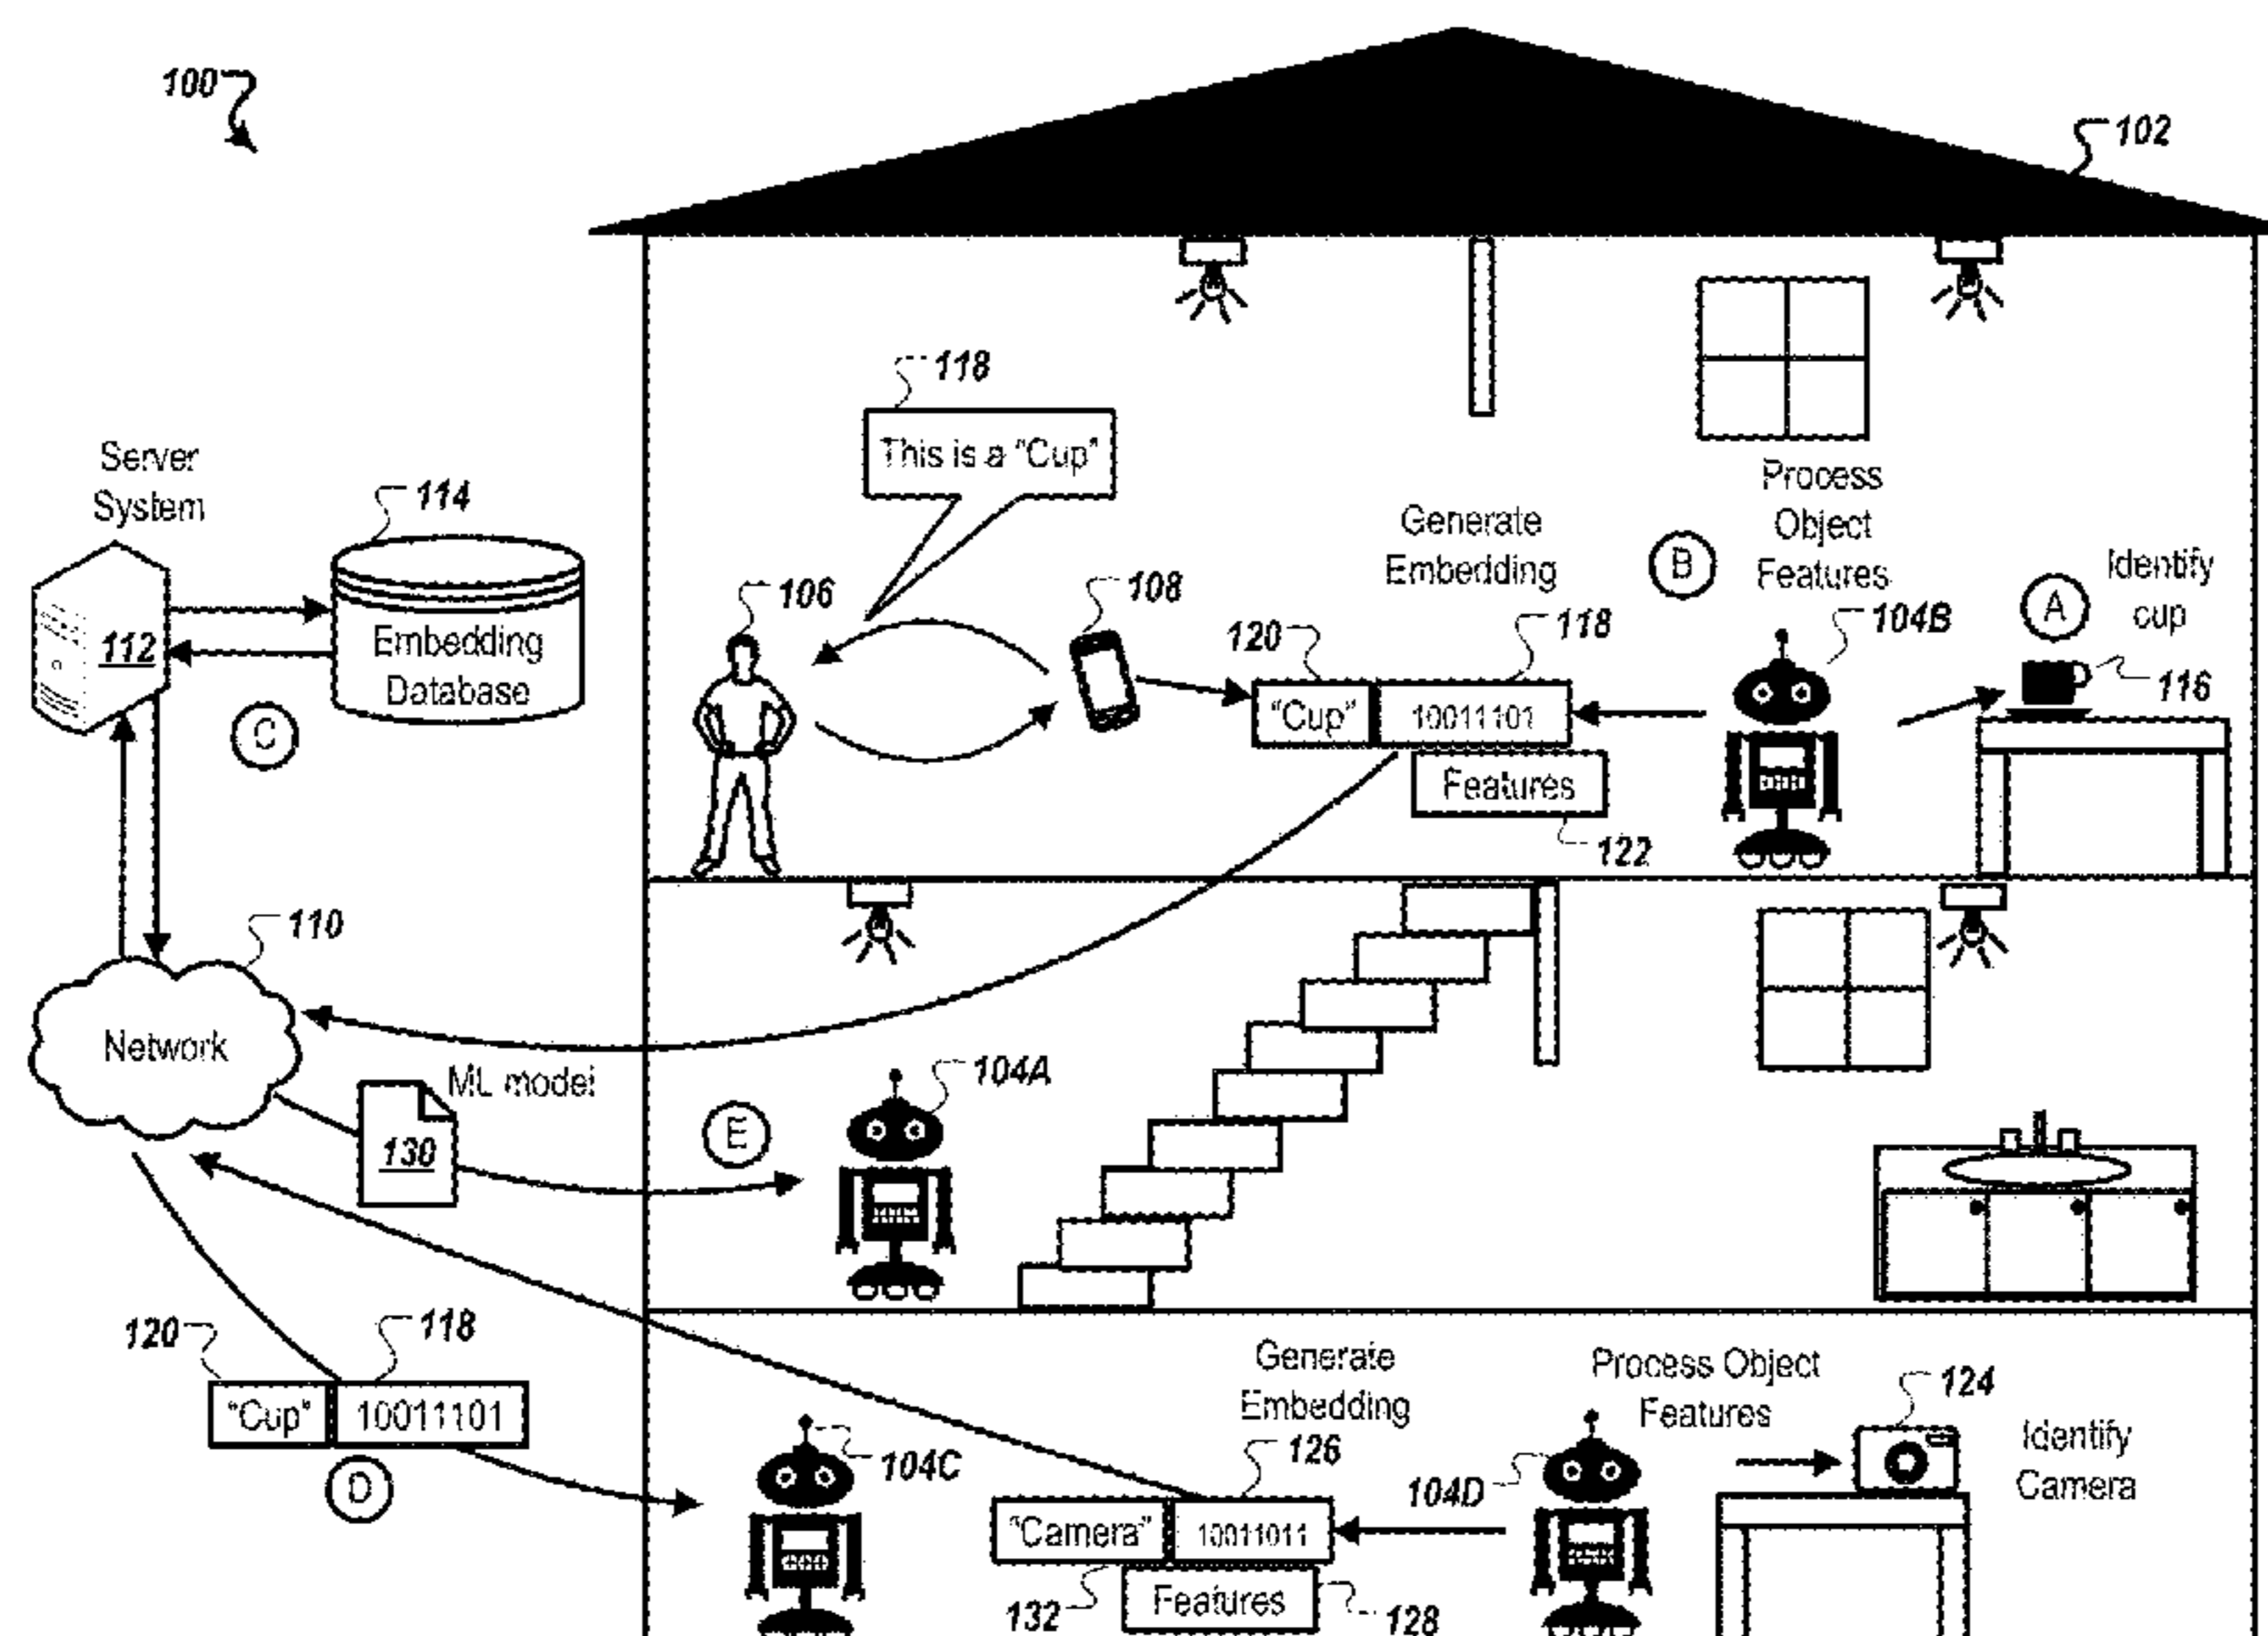 100
102
118
This is a "Cup"
Server
System
114
Process
Object
Features
Generate
Embedding
B
Identify
cup
A
106
108
120
118
104B
112
Embedding
Database
"Cup"
10011101
116
C
Features
122
110
Network
ML model
104A
130
E
120
118
Generate
Embedding
Process Object
Features
124
"Cup"
10011101
126
Identify
Camera
104C
104D
D
"Camera"
10011011
132
Features
128